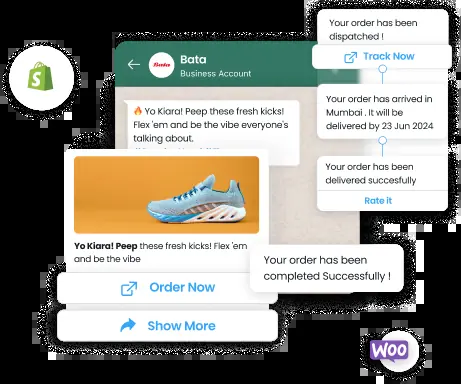 Your order has been
dispatched !
Track Now
Bata
Bata
Business Account
🔥 Yo Kiara! Peep these fresh kicks!
Flex 'em and be the vibe everyone's
talking about.
Your order has arrived in
Mumbai . It will be
delivered by 23 Jun 2024
Your order has been
delivered succesfully
Rate it
Yo Kiara! Peep these fresh kicks! Flex 'em
and be the vibe
Your order has been
completed Successfully !
Order Now
Show More
S
WOO